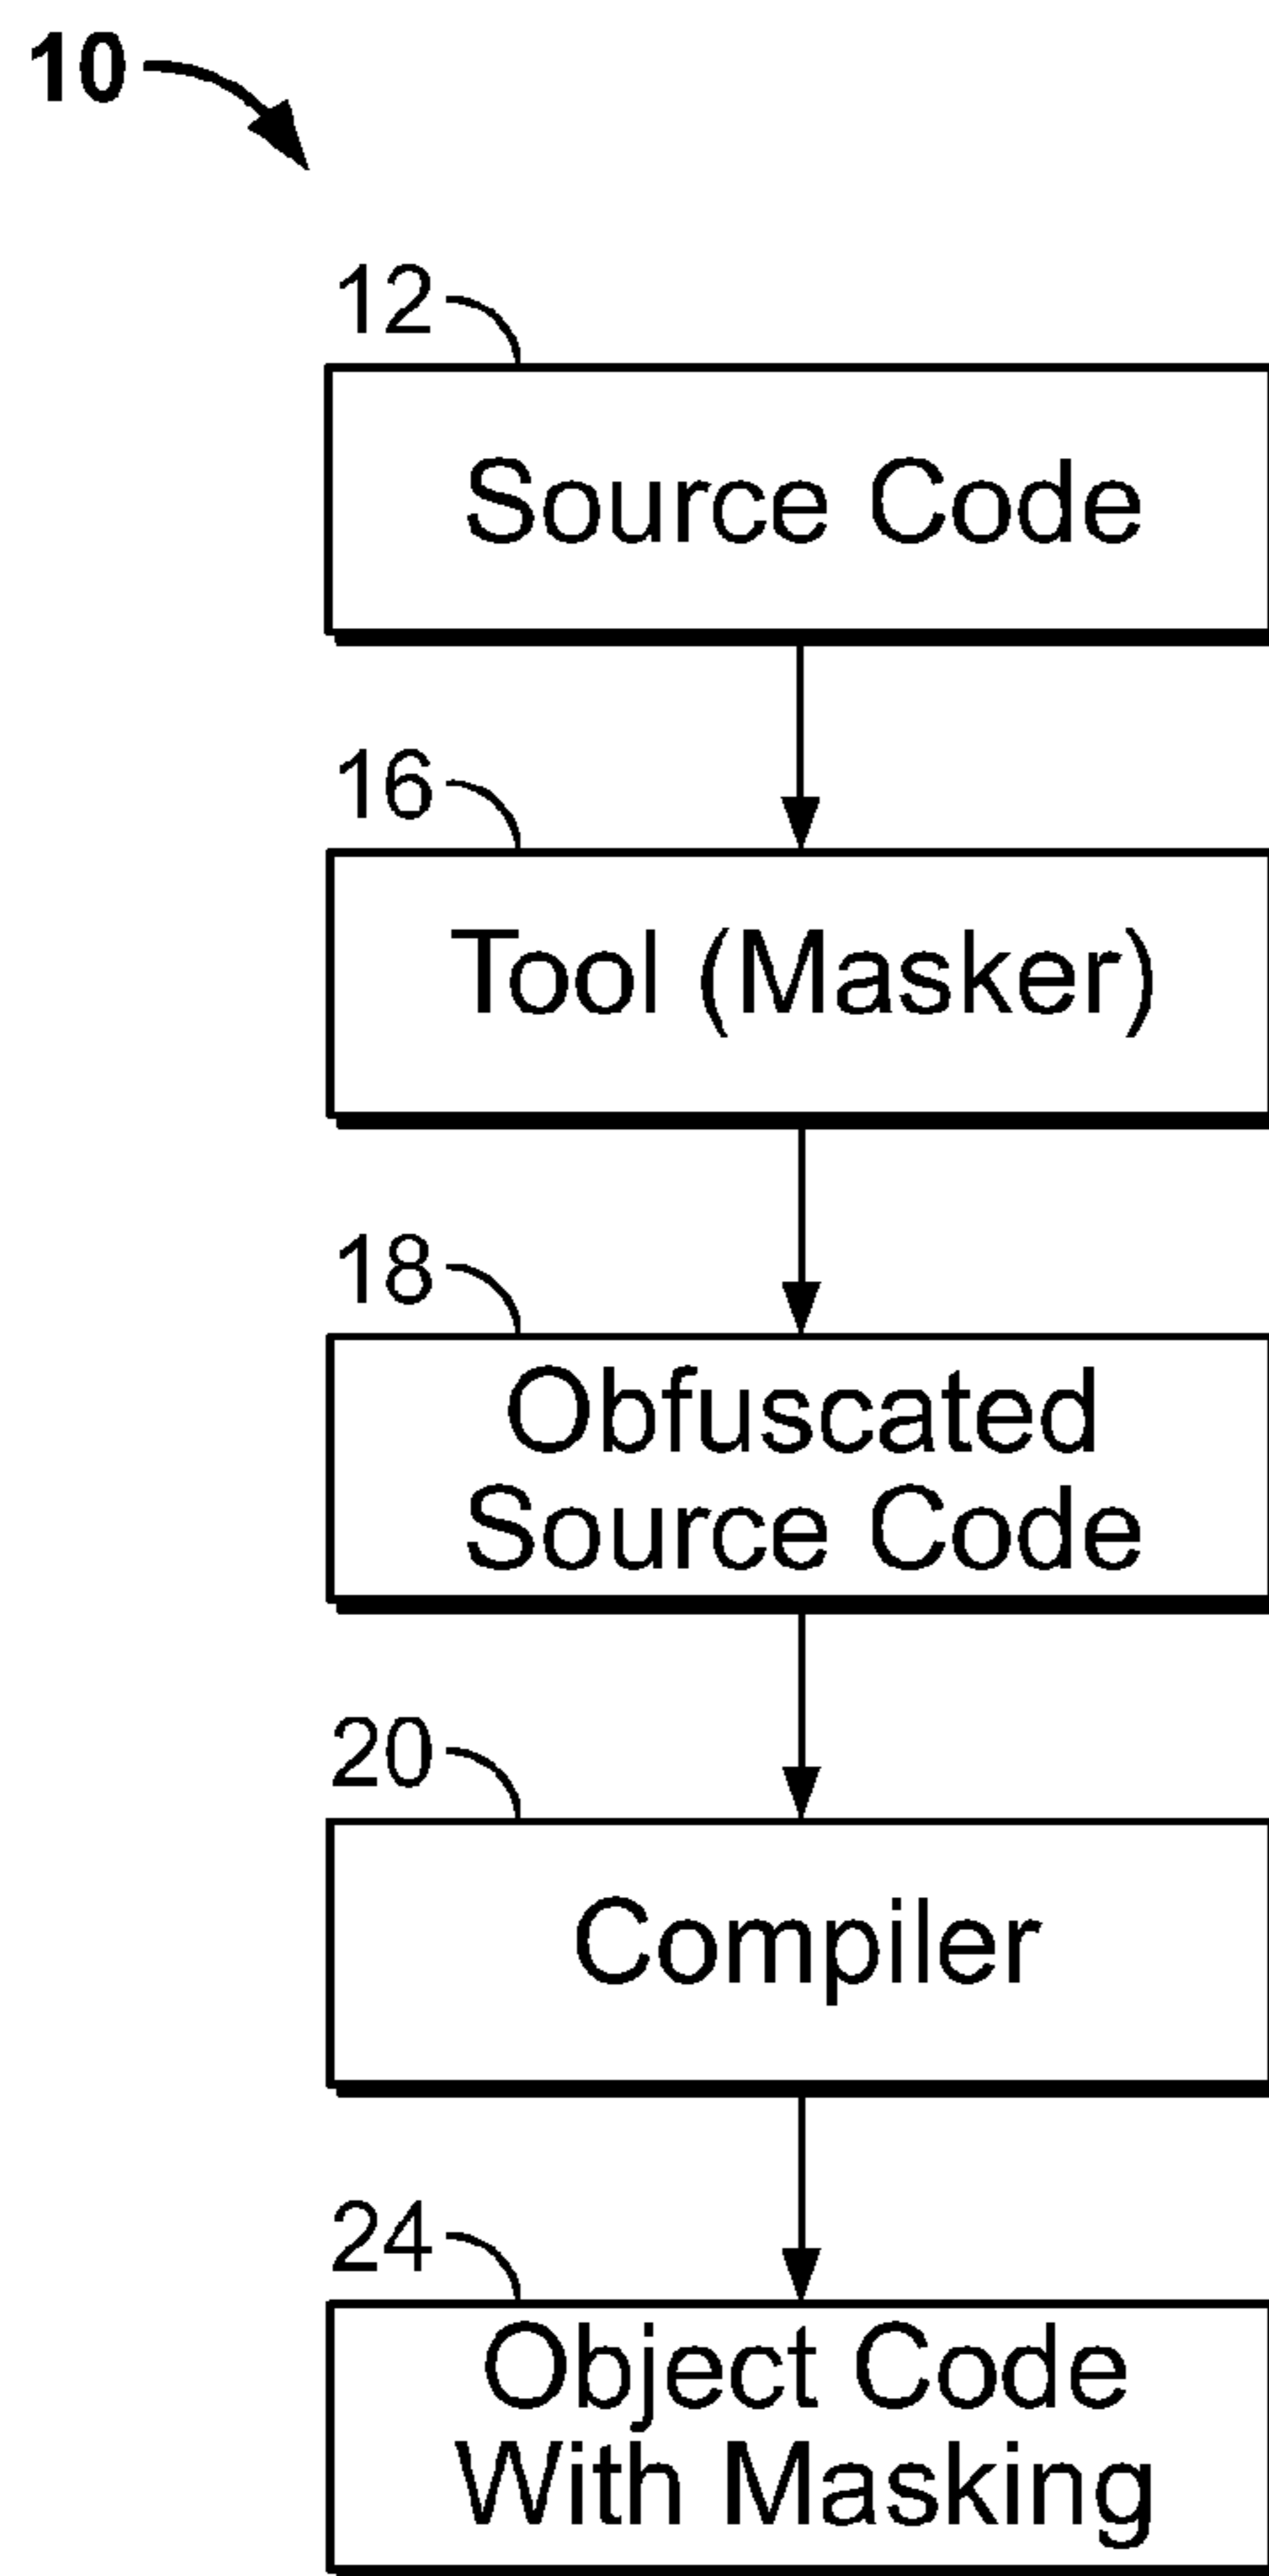 10
12
Source Code
16
Tool (Masker)
18
Obfuscated
Source Code
20
Compiler
24
Object Code
With Masking